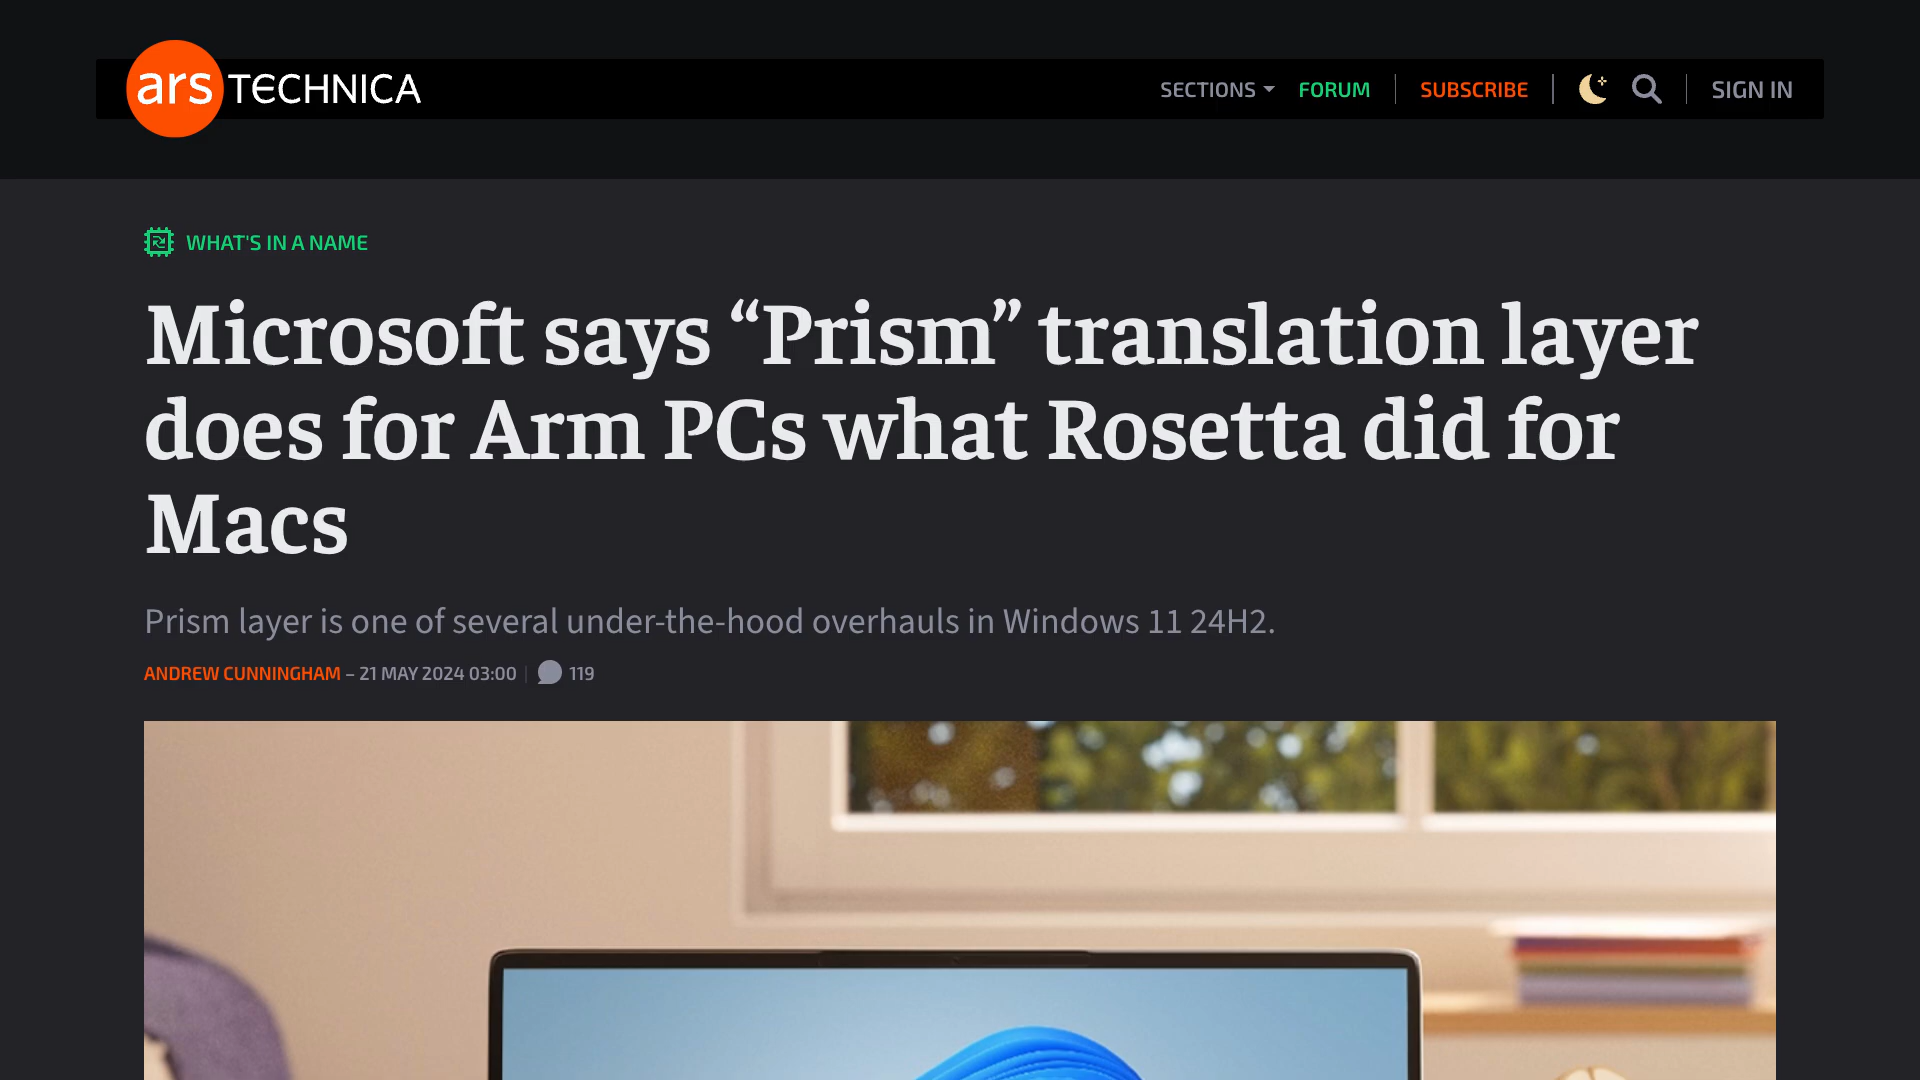 ars TECHNICA
SECTIONS FORUM SUBSCRIBE SIGN IN
WHAT'S IN A NAME
Microsoft says “Prism” translation layer
does for Arm PCs what Rosetta did for
Macs
Prism layer is one of several under-the-hood overhauls in Windows 11 24H2.
ANDREW CUNNINGHAM – 21 MAY 2024 03:00 119